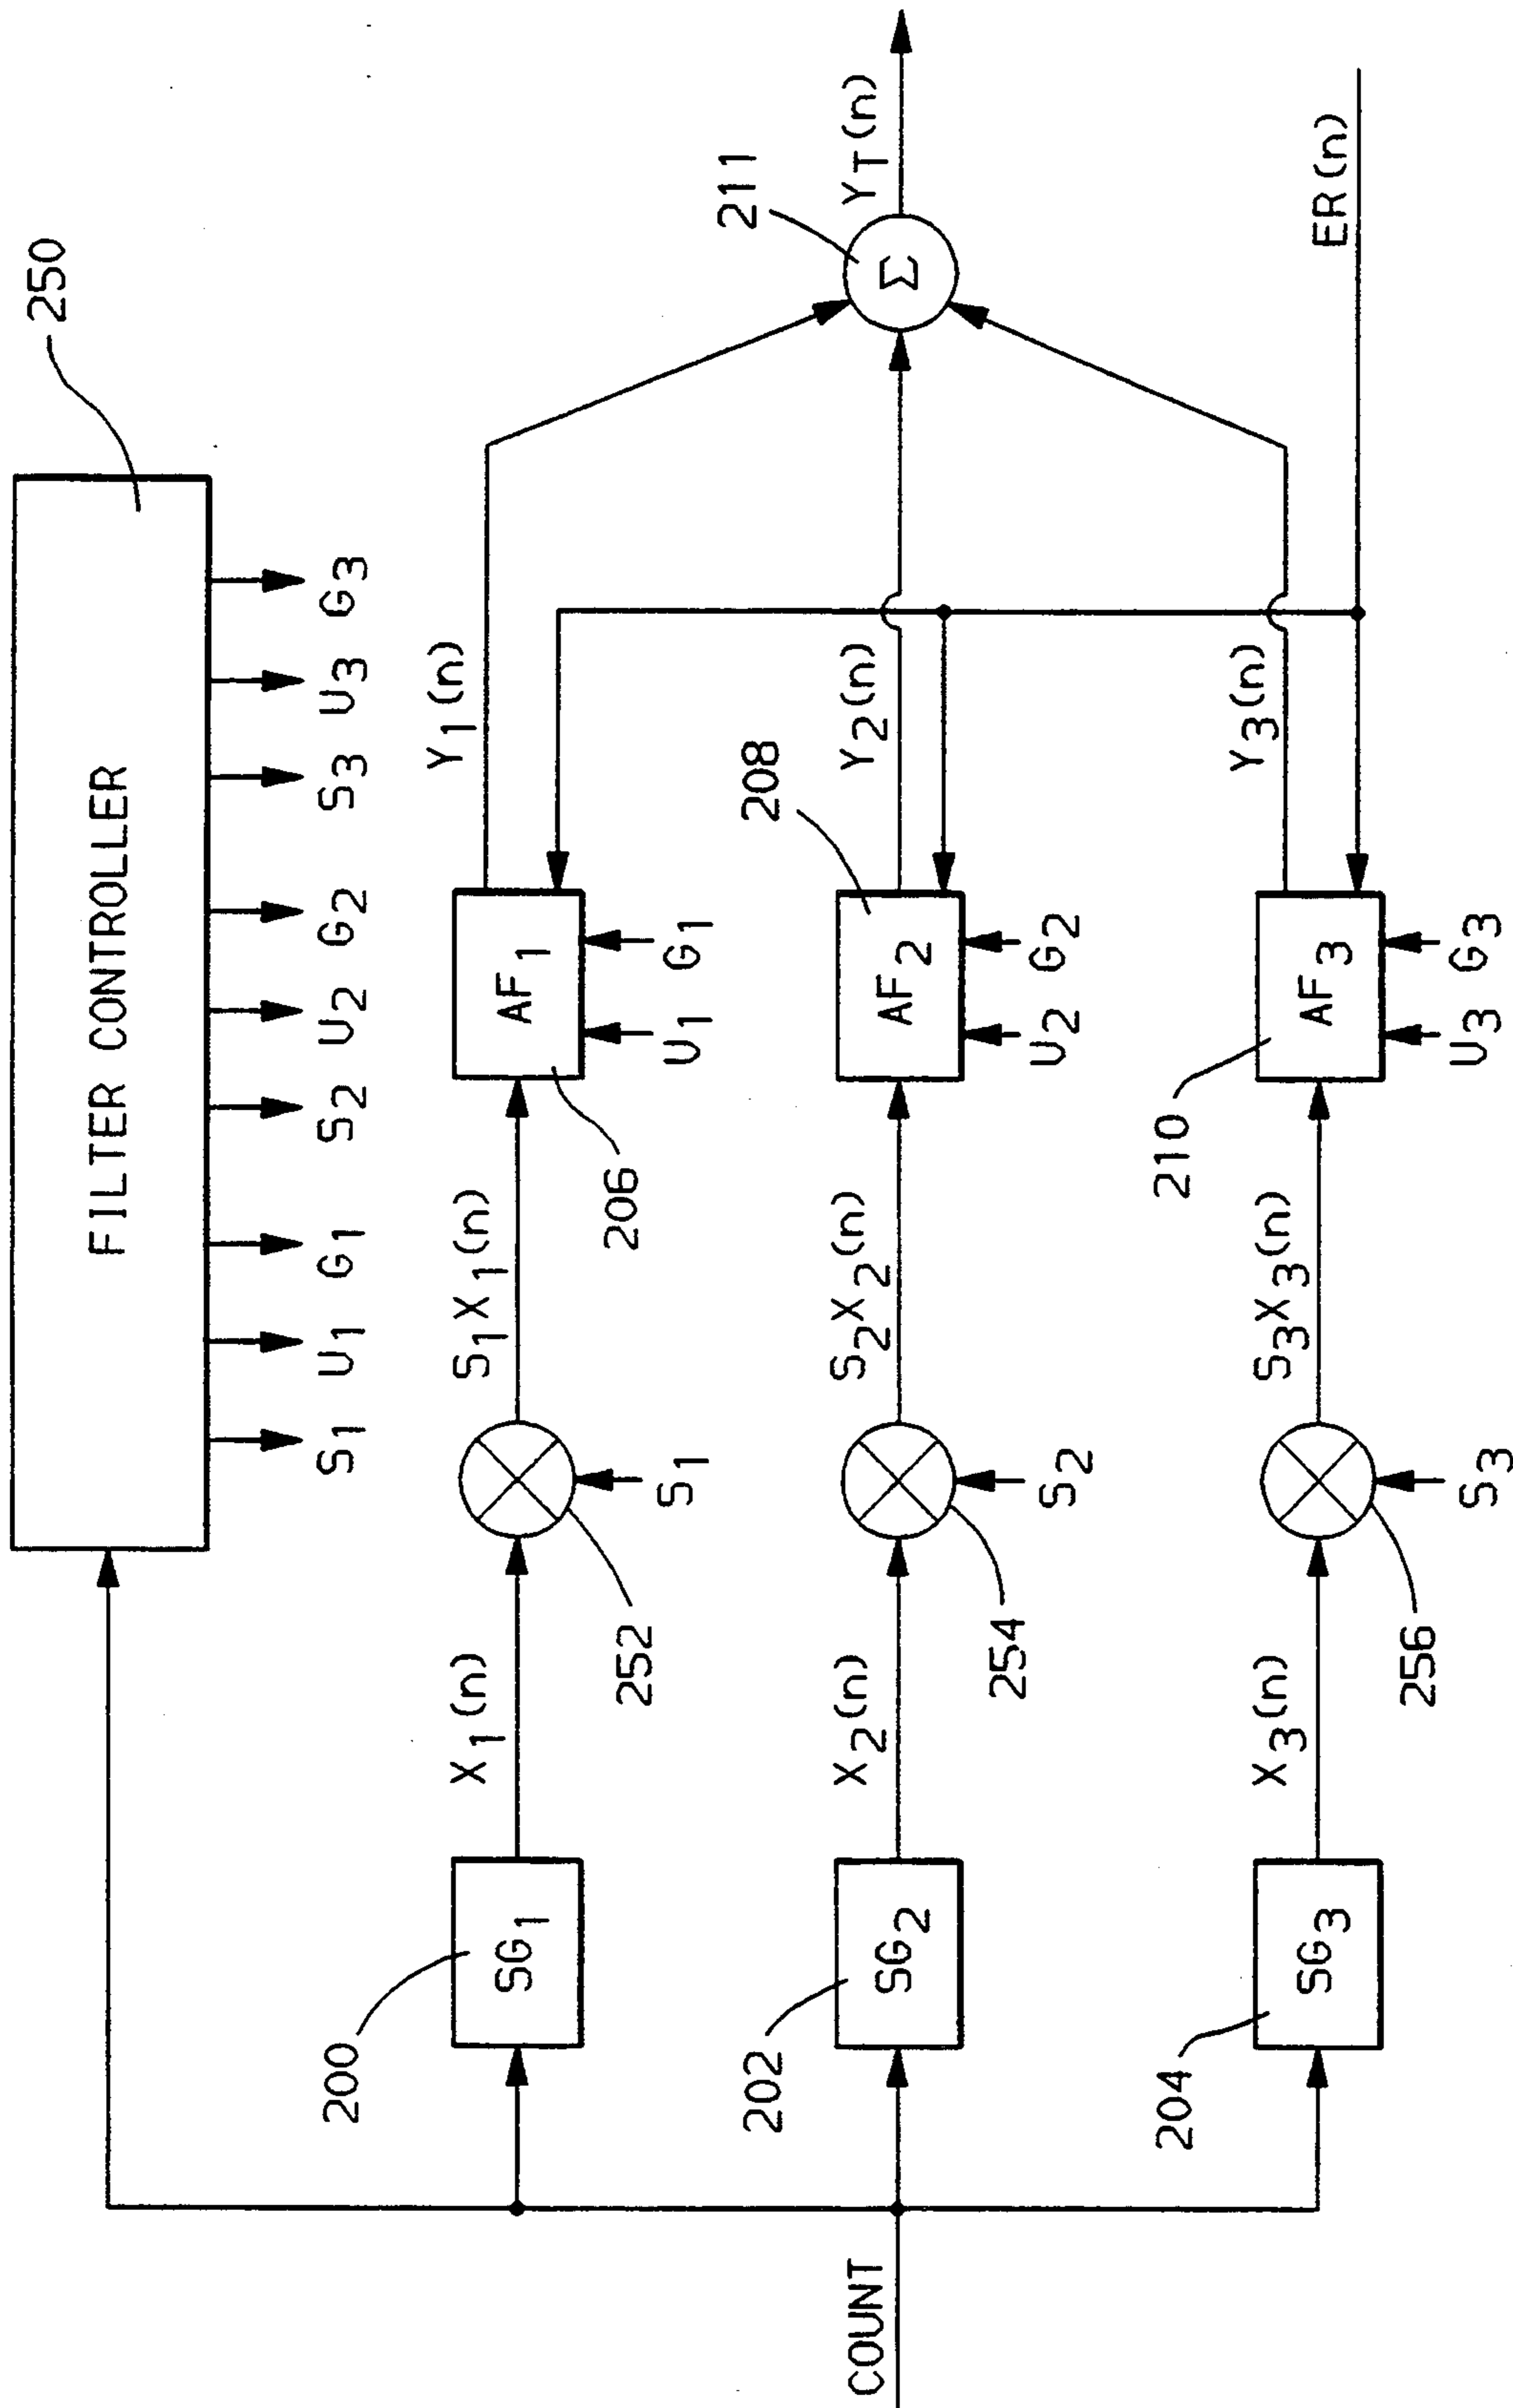 250
FILTER CONTROLLER
S1 U1 G1 S2 U2 G2 S3 U3 G3
200
SG1
X1(n)
252
S1
S1X1(n)
206
AF1
U1 G1
Y1(n)
211
Σ
YT(n)
COUNT
202
SG2
X2(n)
254
S2
S2X2(n)
208
AF2
U2 G2
Y2(n)
204
SG3
X3(n)
256
S3
S3X3(n)
210
AF3
U3 G3
Y3(n)
ER(n)